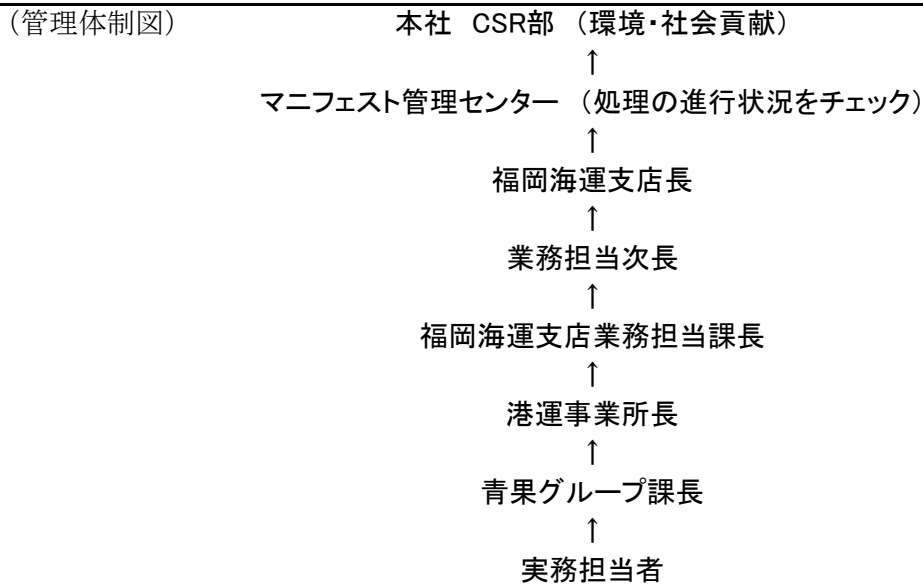 （管理体制図） 本社 CSR部 （環境・社会貢献）
↑
マニフェスト管理センター （処理の進行状況をチェック）
↑
福岡海運支店長
↑
業務担当次長
↑
福岡海運支店業務担当課長
↑
港運事業所長
↑
青果グループ課長
↑
実務担当者